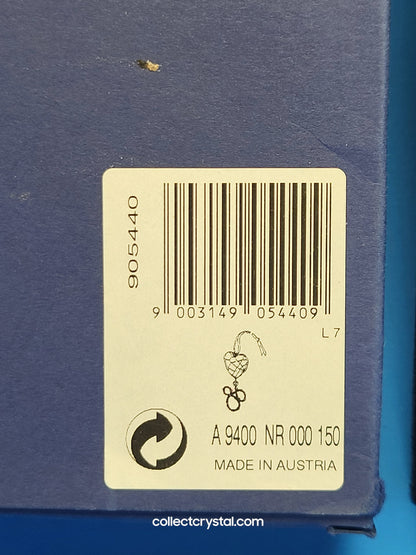 905440
9 003149 054409
L 7
A 9400 NR 000 150
MADE IN AUSTRIA
collectcrystal.com